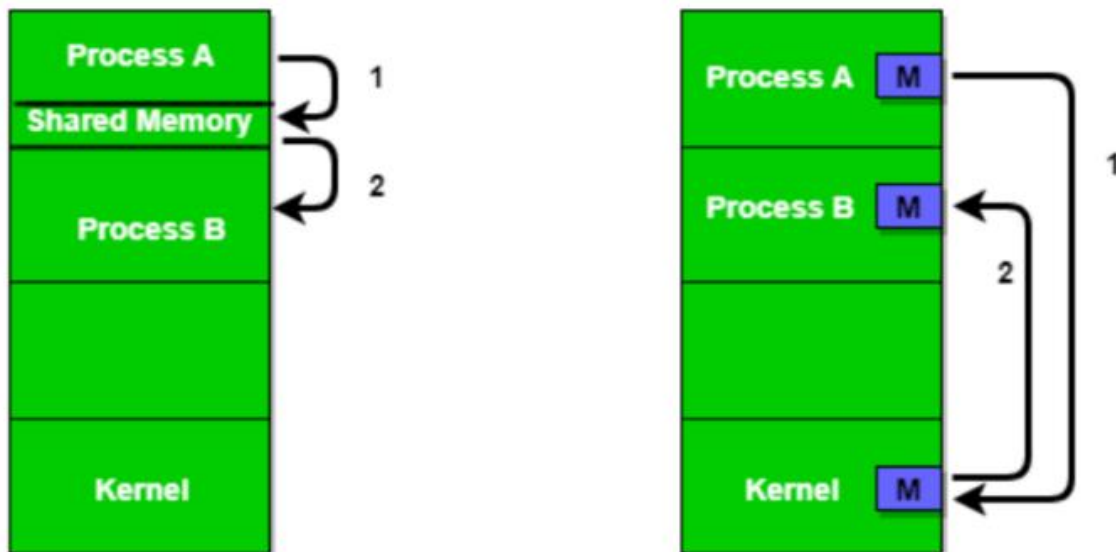 Process A
1
Shared Memory
2
Process B
Kernel
Process A M
1
Process B M
2
Kernel M